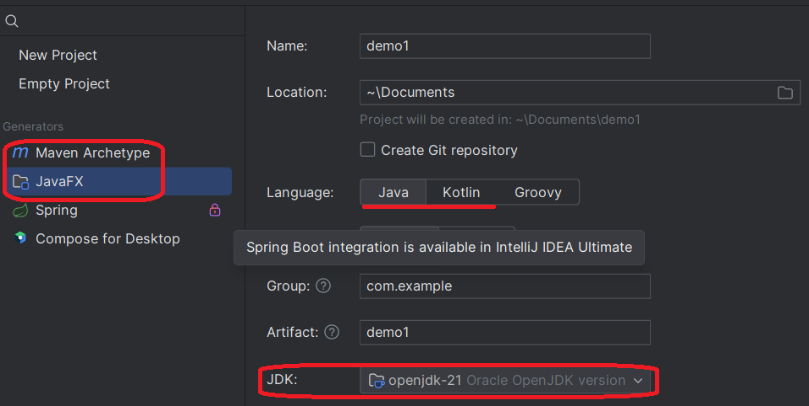 New Project
Empty Project
Generators
Maven Archetype
JavaFX
Spring
Compose for Desktop
Name: demo1
Location: ~\Documents
Project will be created in: ~\Documents\demo1
Create Git repository
Language: Java Kotlin Groovy
Spring Boot integration is available in IntelliJ IDEA Ultimate
Group: com.example
Artifact: demo1
JDK: openjdk-21 Oracle OpenJDK version